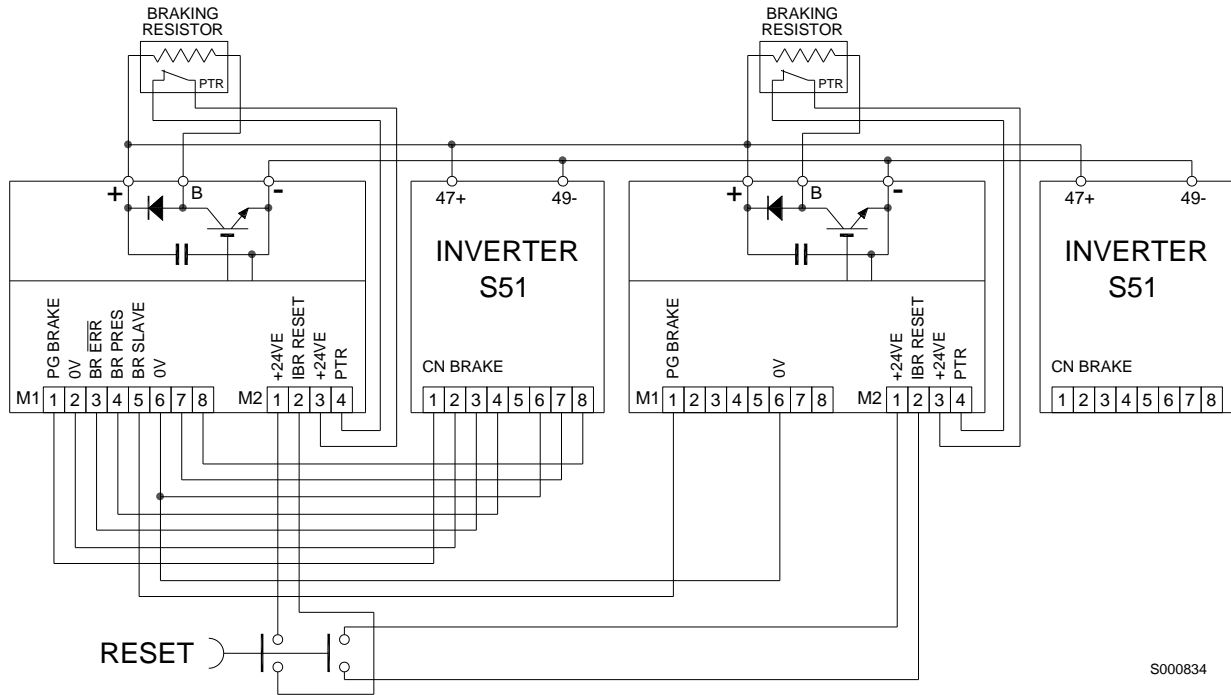 BRAKING
RESISTOR
PTR
BRAKING
RESISTOR
PTR
+ B -
47+ 49-
+ B -
47+ 49-
INVERTER
S51
INVERTER
S51
PG BRAKE
0V
BR ERR
BR PRES
BR SLAVE
0V
+24VE
IBR RESET
+24VE
PTR
CN BRAKE
PG BRAKE
0V
+24VE
IBR RESET
+24VE
PTR
CN BRAKE
M1 1 2 3 4 5 6 7 8 M2 1 2 3 4
1 2 3 4 5 6 7 8
M1 1 2 3 4 5 6 7 8 M2 1 2 3 4
1 2 3 4 5 6 7 8
RESET
S000834